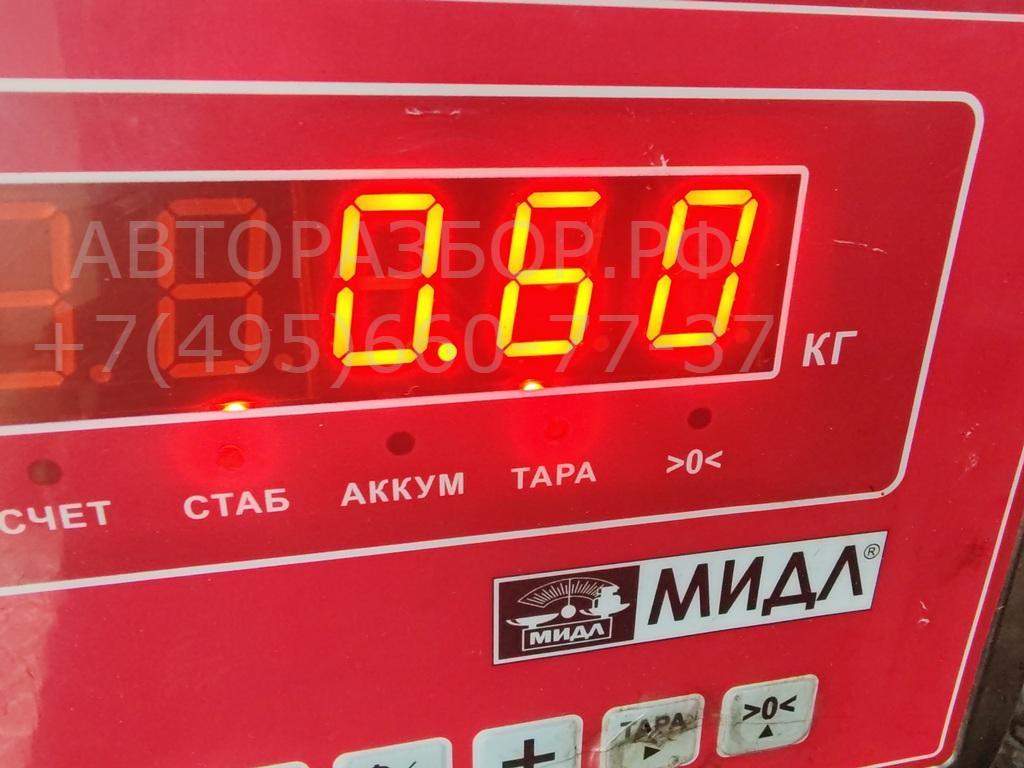 0.60
КГ
АВТОРАЗБОР.РФ
+7(495)660-77-37
СЧЕТ СТАБ АККУМ ТАРА >0<
МИДЛ МИДЛ®
+ ТАРА >0<